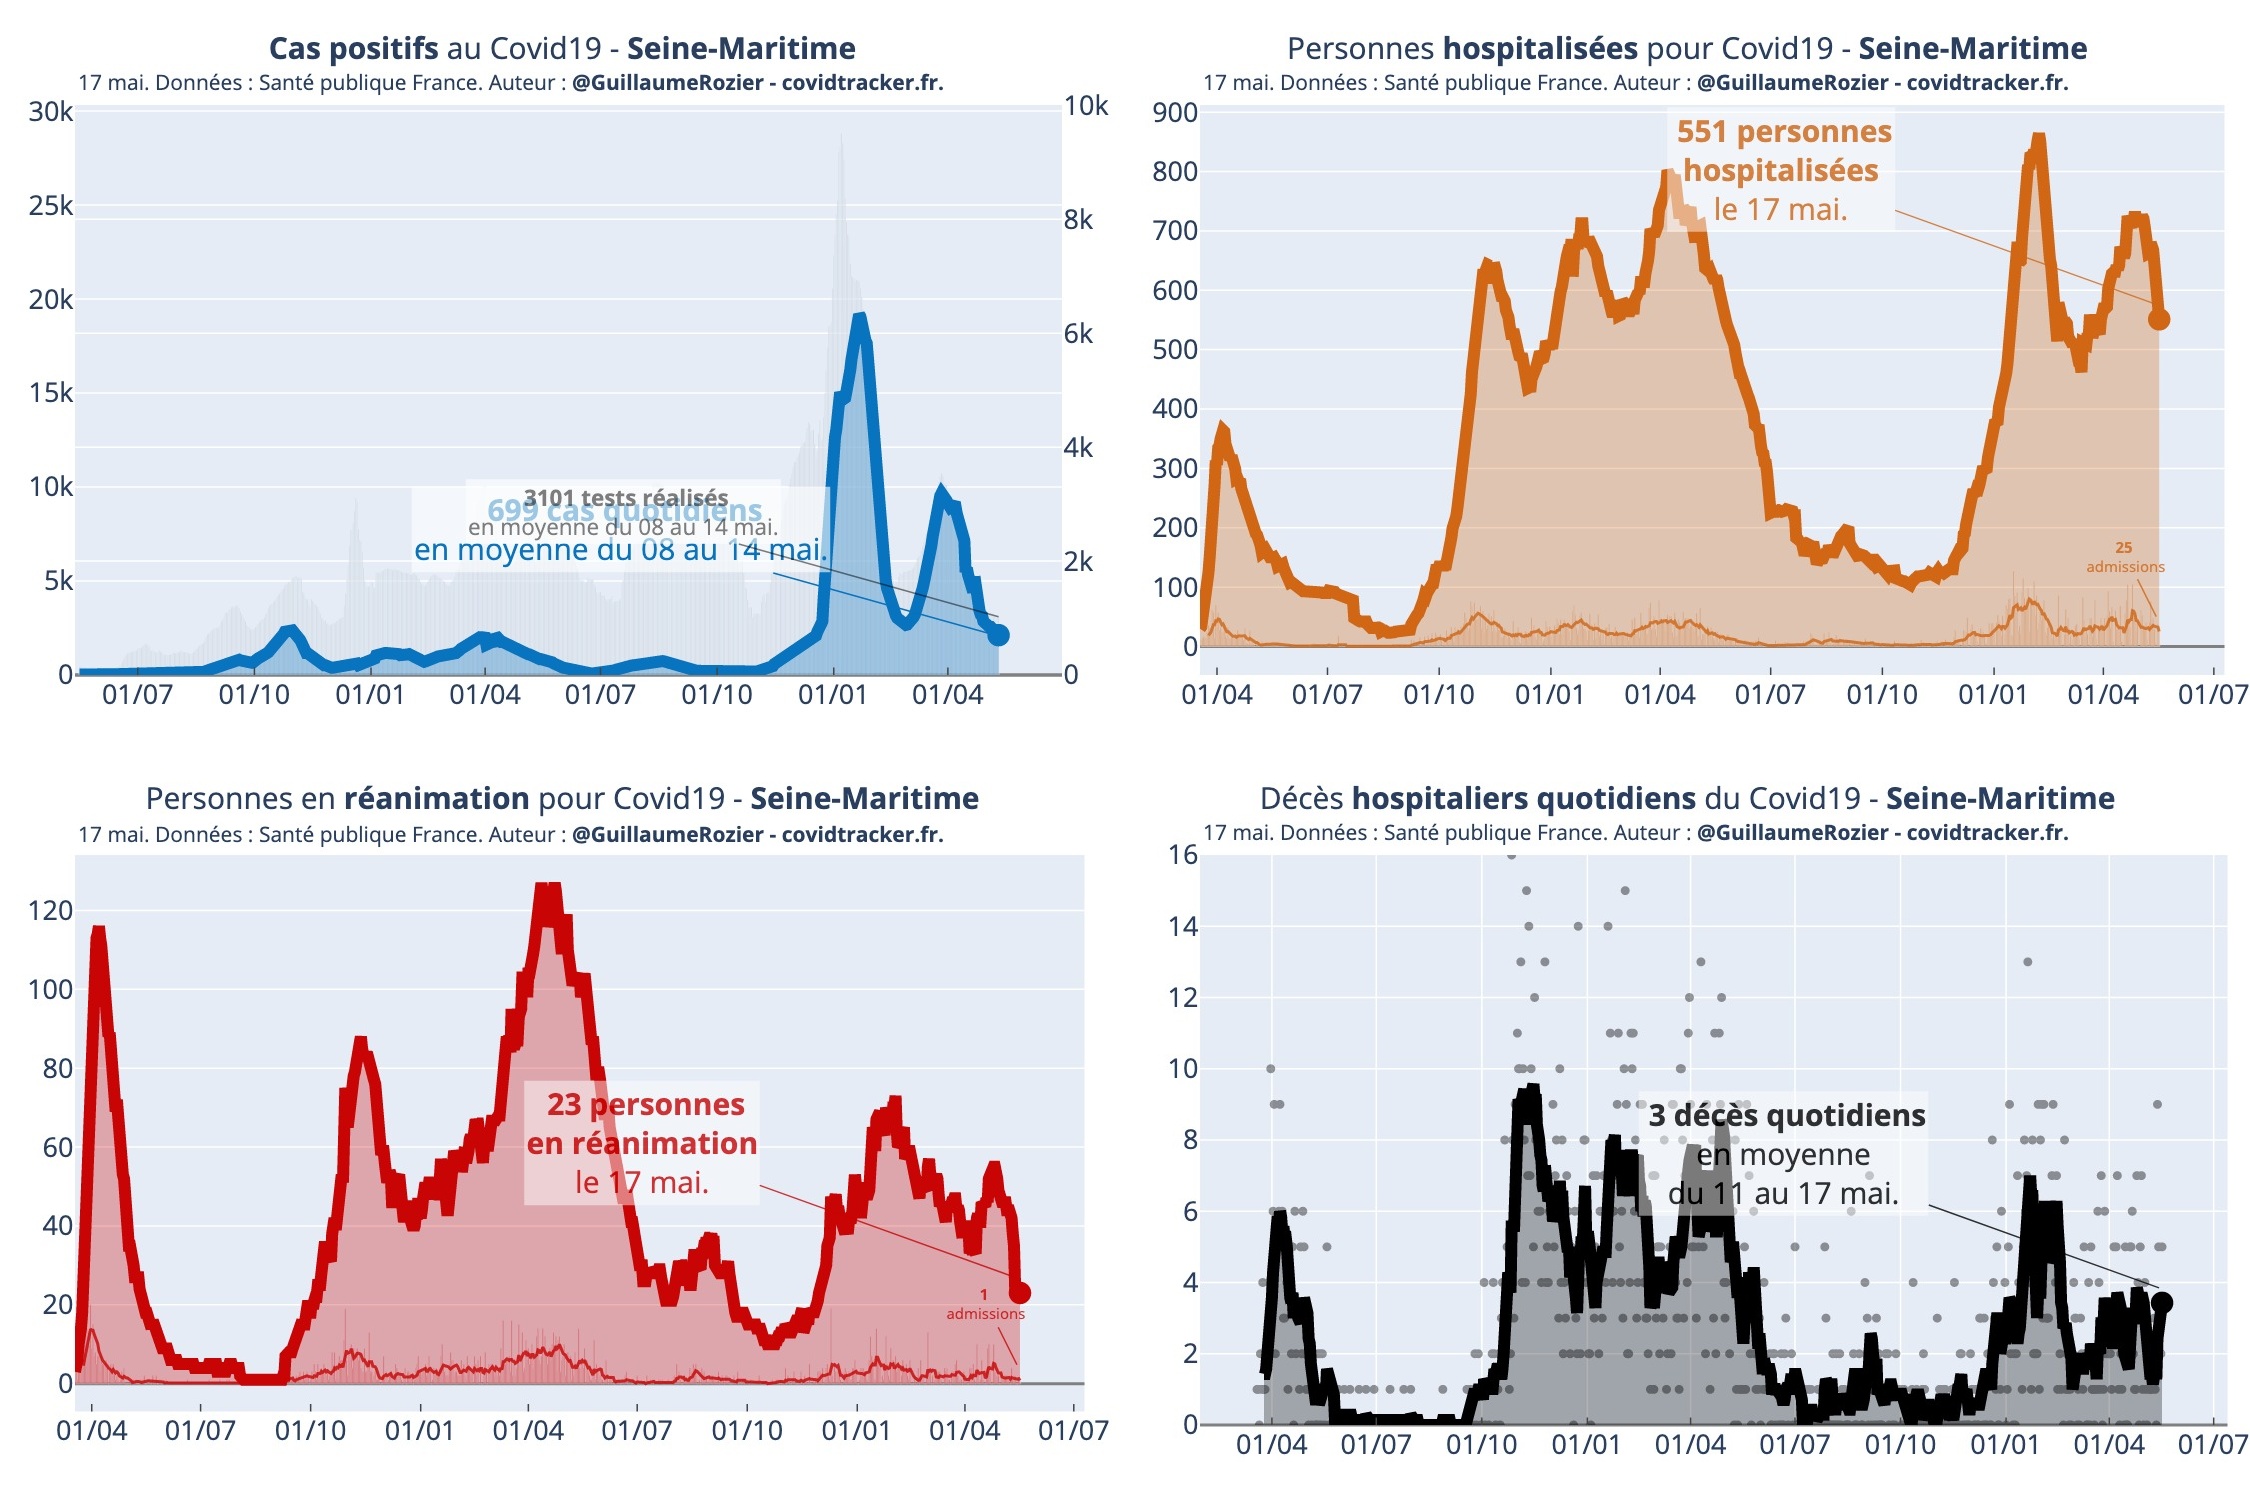 Cas positifs au Covid19 - Seine-Maritime
17 mai. Données : Santé publique France. Auteur : @GuillaumeRozier - covidtracker.fr.
30k
25k
20k
15k
10k
5k
0
10k
8k
6k
4k
2k
0
3101 tests réalisés
en moyenne du 08 au 14 mai.
699 cas quotidiens
en moyenne du 08 au 14 mai.
01/07 01/10 01/01 01/04 01/07 01/10 01/01 01/04
Personnes hospitalisées pour Covid19 - Seine-Maritime
17 mai. Données : Santé publique France. Auteur : @GuillaumeRozier - covidtracker.fr.
900
800
700
600
500
400
300
200
100
0
551 personnes
hospitalisées
le 17 mai.
25
admissions
01/04 01/07 01/10 01/01 01/04 01/07 01/10 01/01 01/04 01/07
Personnes en réanimation pour Covid19 - Seine-Maritime
17 mai. Données : Santé publique France. Auteur : @GuillaumeRozier - covidtracker.fr.
120
100
80
60
40
20
0
23 personnes
en réanimation
le 17 mai.
1
admissions
01/04 01/07 01/10 01/01 01/04 01/07 01/10 01/01 01/04 01/07
Décès hospitaliers quotidiens du Covid19 - Seine-Maritime
17 mai. Données : Santé publique France. Auteur : @GuillaumeRozier - covidtracker.fr.
16
14
12
10
8
6
4
2
0
3 décès quotidiens
en moyenne
du 11 au 17 mai.
01/04 01/07 01/10 01/01 01/04 01/07 01/10 01/01 01/04 01/07